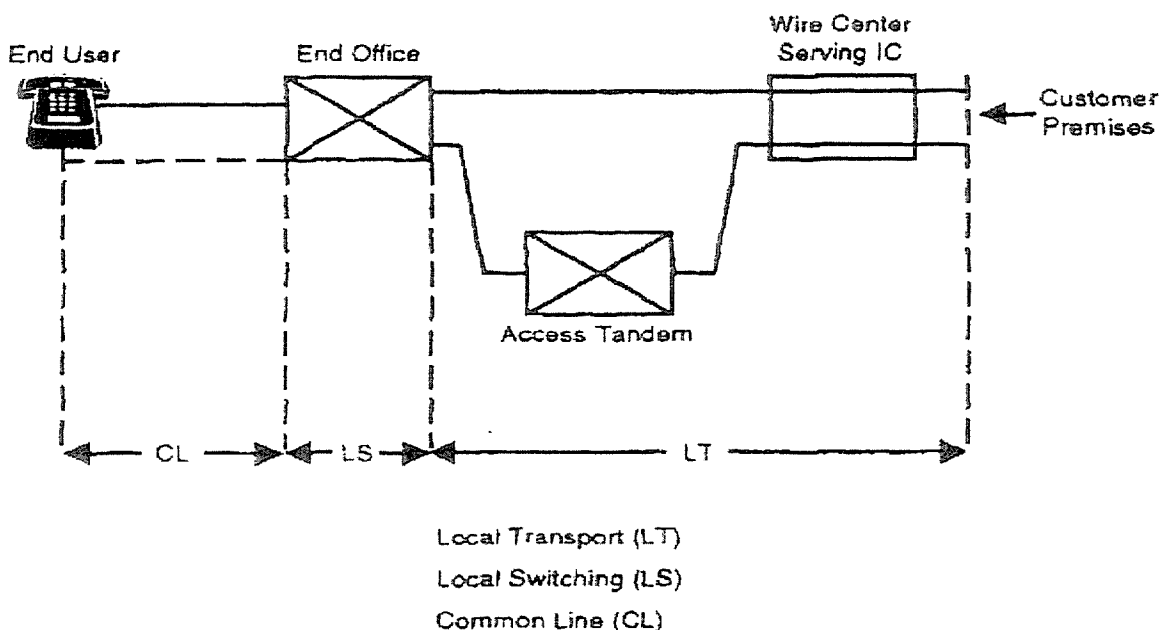 Wire Center
Serving IC
End User
End Office
Customer
Premises
Access Tandem
CL
LS
LT
Local Transport (LT)
Local Switching (LS)
Common Line (CL)